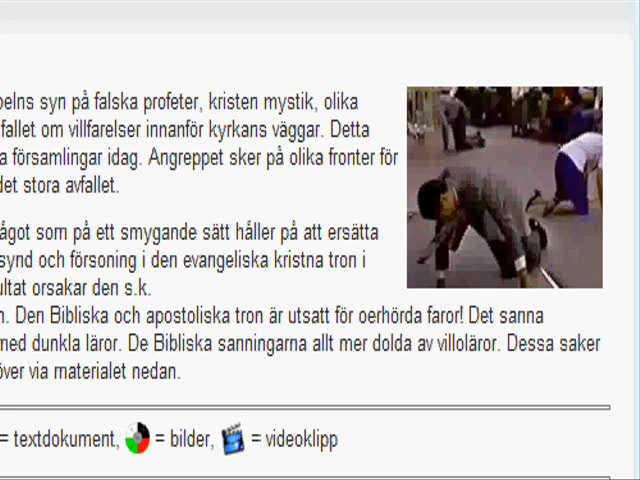 belns syn på falska profeter, kristen mystik, olika
fallet om villfarelser innanför kyrkans väggar. Detta
a församlingar idag. Angreppet sker på olika fronter för
det stora avfallet.
ågot som på ett smygande sätt håller på att ersätta
synd och försoning i den evangeliska kristna tron i
ultat orsakar den s.k.
n. Den Bibliska och apostoliska tron är utsatt för oerhörda faror! Det sanna
med dunkla läror. De Bibliska sanningarna allt mer dolda av villoläror. Dessa saker
över via materialet nedan.
= textdokument, = bilder, = videoklipp